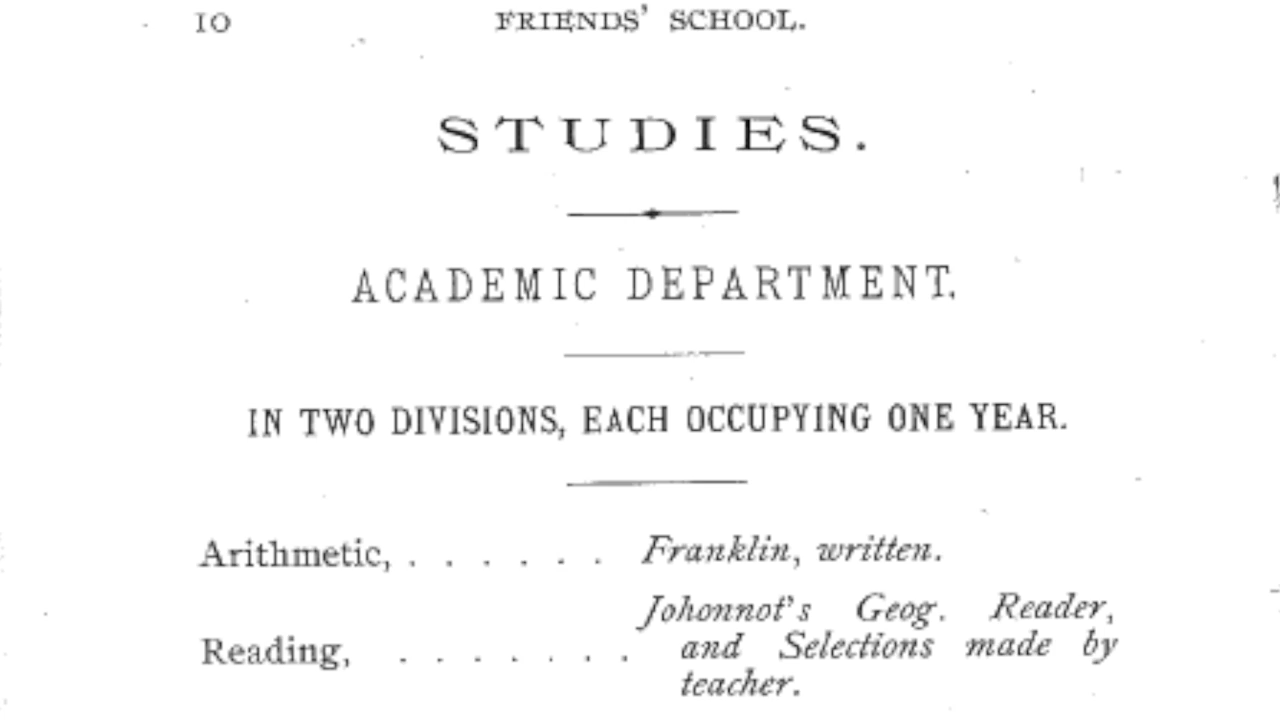 10 FRIENDS' SCHOOL.
STUDIES.
ACADEMIC DEPARTMENT.
IN TWO DIVISIONS, EACH OCCUPYING ONE YEAR.
Arithmetic, . . . . . . Franklin, written.
Johonnot's Geog. Reader,
Reading, . . . . . . . and Selections made by
teacher.